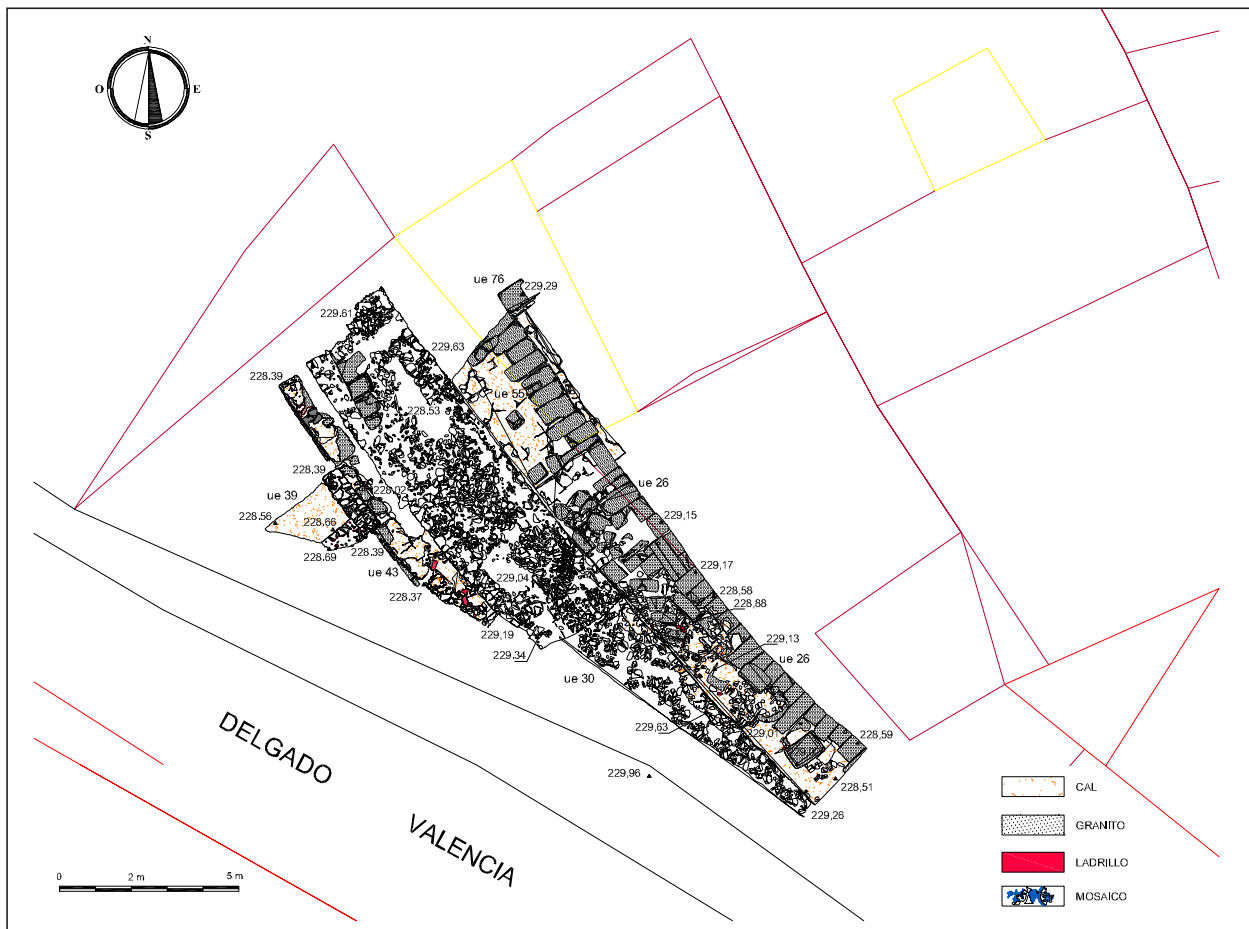 N
O E
S
ue 76
229.29
229.61
229,63
228.39
ue 55
228.53
228.39
228.02
ue 26
ue 39
228.56
228.66
229,15
228.69
228.39
229,17
ue 43
229.04
228,58
228.37
228,88
229,19
229,13
229.34
ue 26
ue 30
229,63
229,01
228,59
DELGADO
229,96
228,51
229,26
VALENCIA
CAL
GRANITO
LADRILLO
MOSAICO
0 2 m 5 m